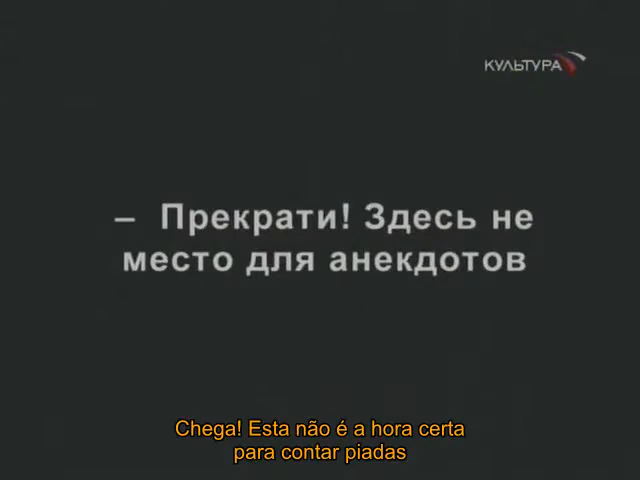 КУЛЬТУРА
– Прекрати! Здесь не
место для анекдотов
Chega! Esta não é a hora certa
para contar piadas